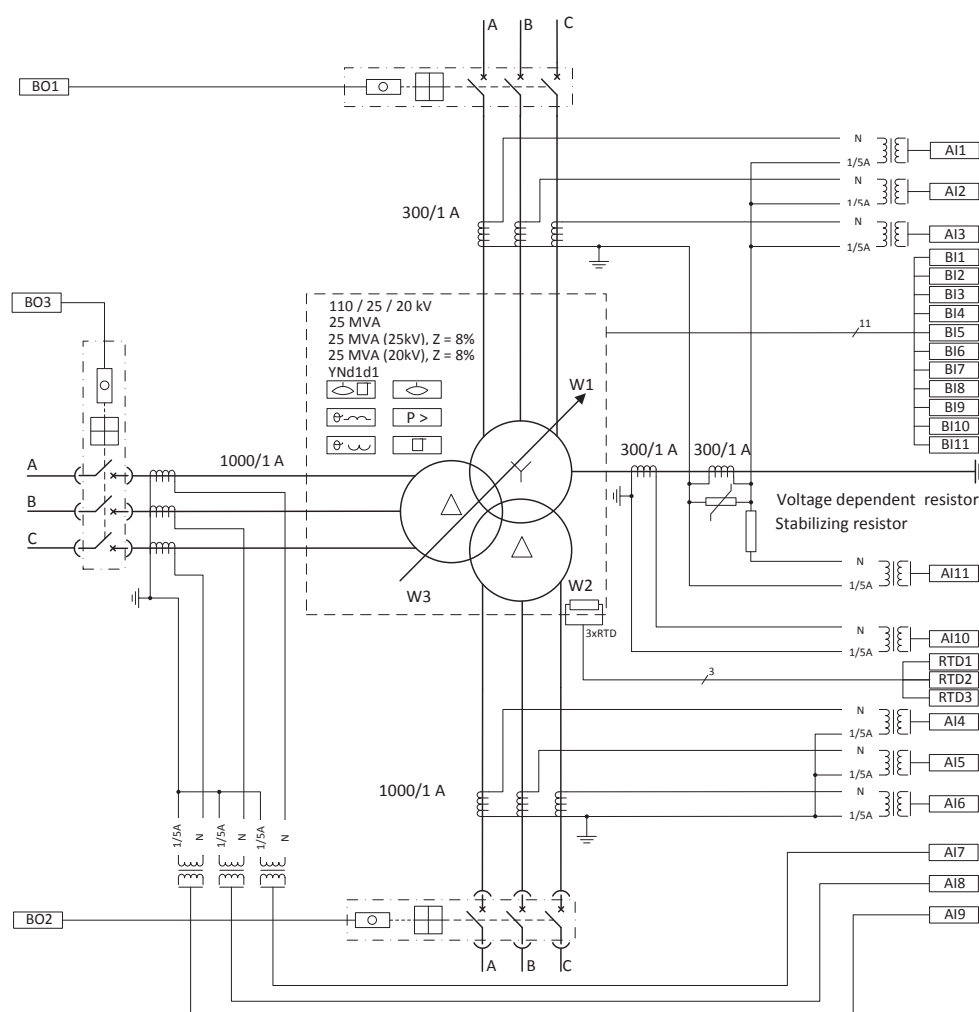 A B C
BO1
N
AI1
1/5A
N
AI2
1/5A
300/1 A
N
AI3
1/5A
BI1
BI2
BO3
BI3
110 / 25 / 20 kV
BI4
25 MVA
11
BI5
25 MVA (25kV), Z = 8%
BI6
25 MVA (20kV), Z = 8%
BI7
YNd1d1
BI8
W1
P >
BI9
BI10
BI11
300/1 A
300/1 A
A
1000/1 A
B
Voltage dependent resistor
Stabilizing resistor
C
N
AI11
1/5A
W2
W3
3xRTD
N
AI10
1/5A
RTD1
3
RTD2
RTD3
N
AI4
1/5A
N
AI5
1/5A
1000/1 A
N
AI6
1/5A
1/5A N 1/5A N 1/5A N
AI7
AI8
BO2
AI9
A B C